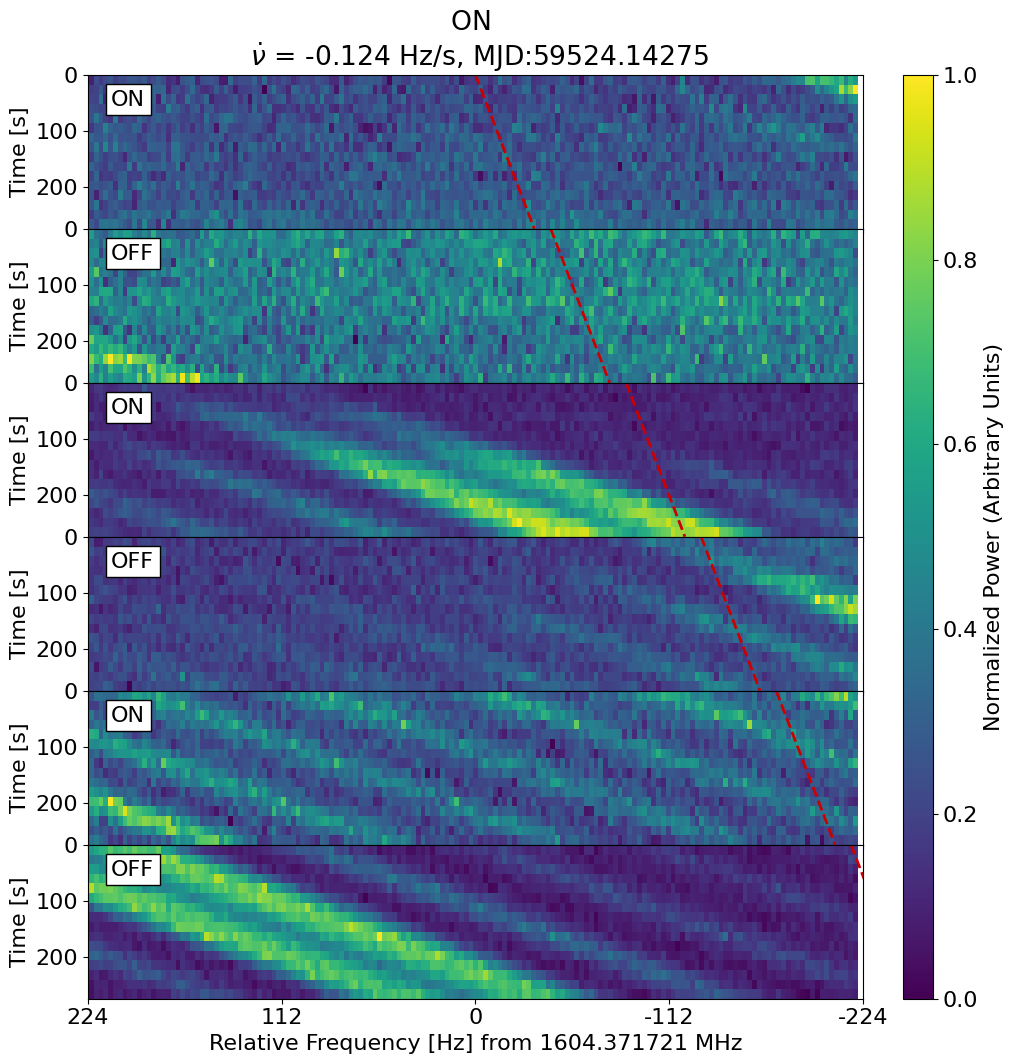 ON
ν̇ = -0.124 Hz/s, MJD:59524.14275
ON
OFF
ON
OFF
ON
OFF
Time [s]
Time [s]
Time [s]
Time [s]
Time [s]
Time [s]
0
100
200
0
100
200
0
100
200
0
100
200
0
100
200
0
100
200
224 112 0 -112 -224
Relative Frequency [Hz] from 1604.371721 MHz
1.0
0.8
0.6
0.4
0.2
0.0
Normalized Power (Arbitrary Units)